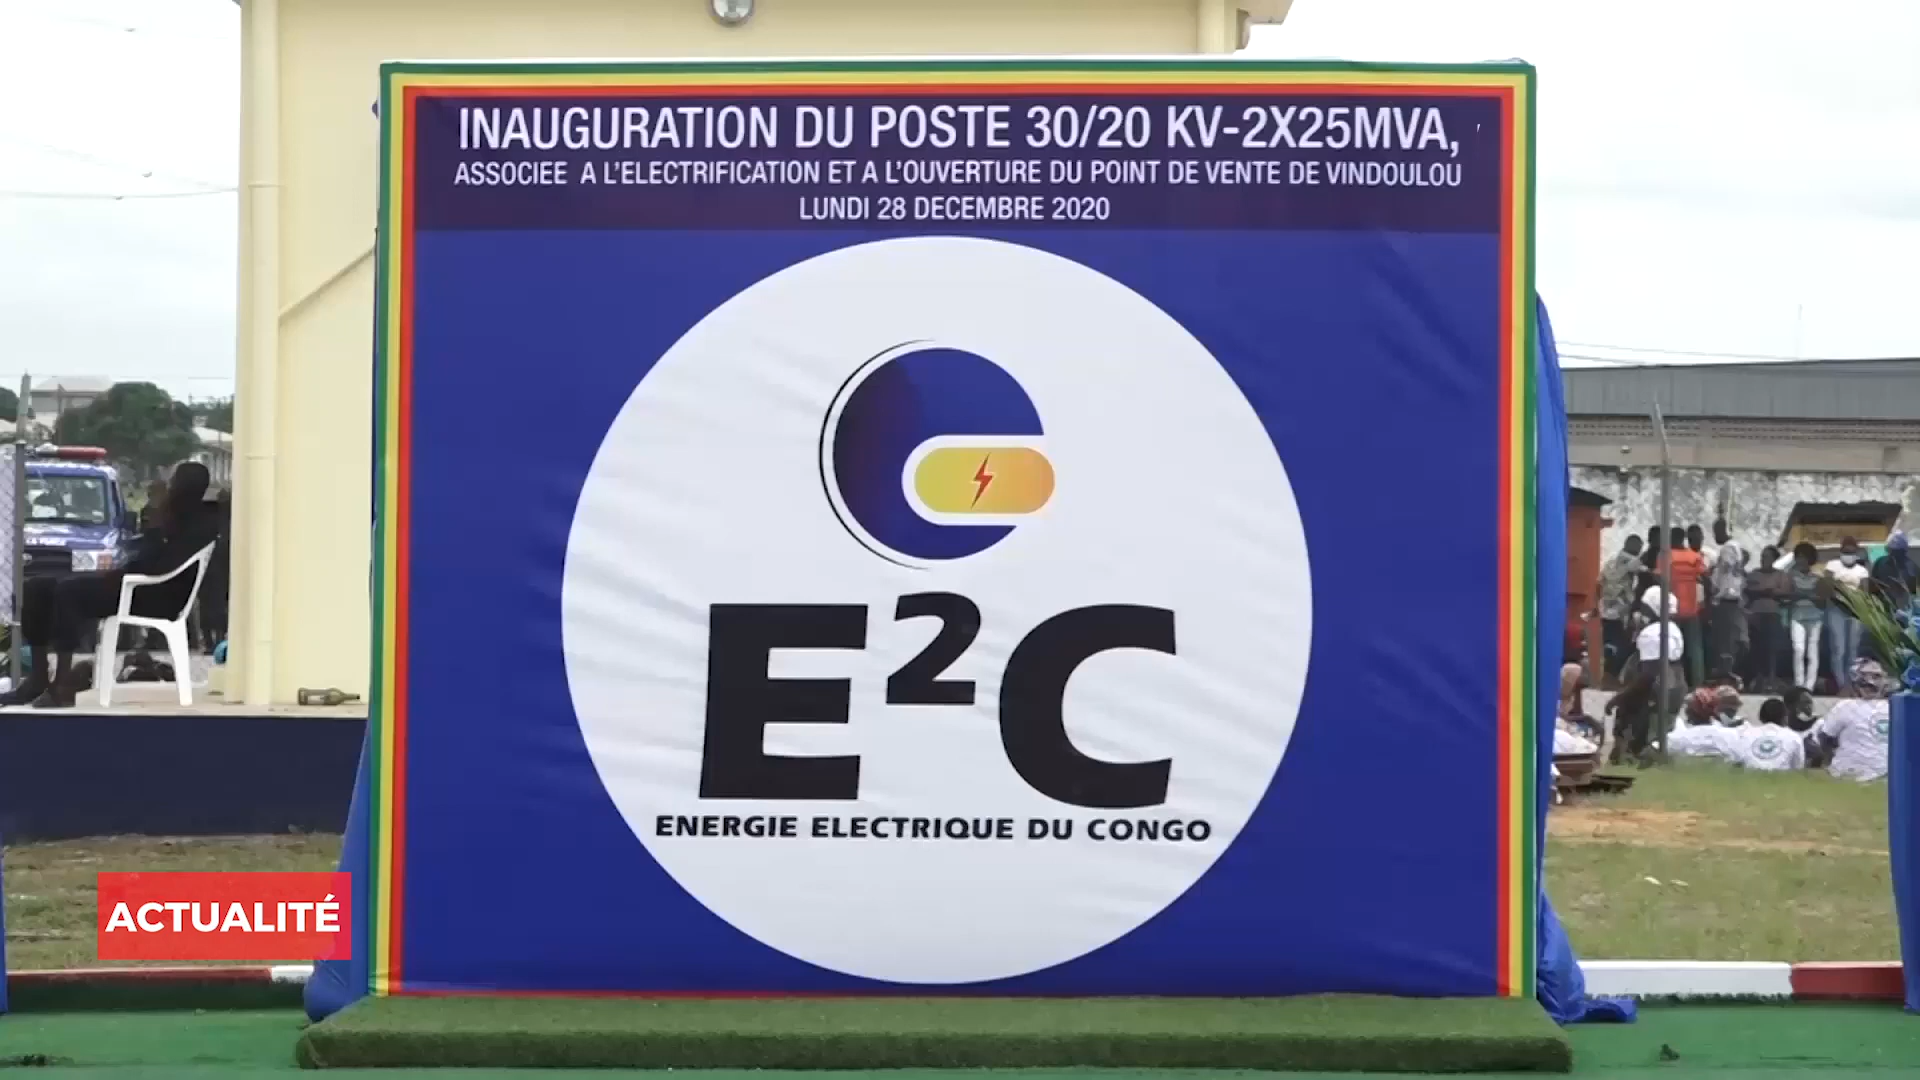 INAUGURATION DU POSTE 30/20 KV-2X25MVA,
ASSOCIEE A L'ELECTRIFICATION ET A L'OUVERTURE DU POINT DE VENTE DE VINDOULOU
LUNDI 28 DECEMBRE 2020
E²C
ENERGIE ELECTRIQUE DU CONGO
ACTUALITÉ